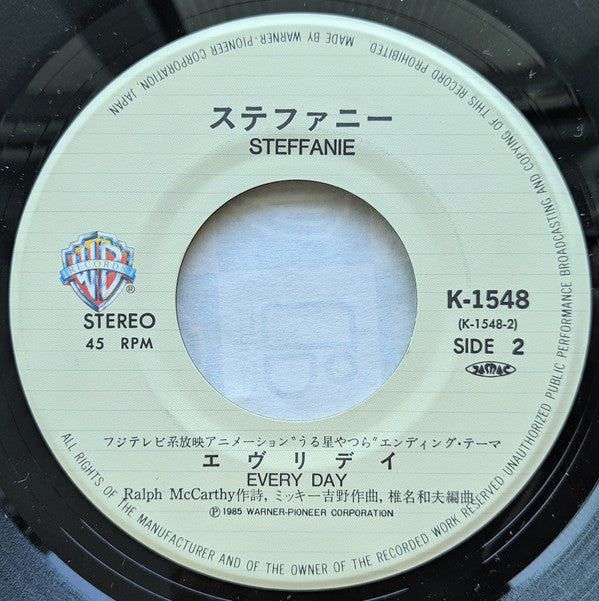 MADE BY WARNER-PIONEER CORPORATION, JAPAN
ALL RIGHTS OF THE MANUFACTURER AND OF THE OWNER OF THE RECORDED WORK RESERVED-UNAUTHORIZED PUBLIC PERFORMANCE BROADCASTING AND COPYING OF THIS RECORD PROHIBITED
ステファニー
STEFFANIE
WB
RECORDS
®
STEREO
45 RPM
K-1548
(K-1548-2)
SIDE 2
JASRAC
フジテレビ系放映アニメーション"うる星やつら"エンディング・テーマ
エヴリデイ
EVERY DAY
Ralph McCarthy作詩, ミッキー吉野作曲, 椎名和夫編曲
Ⓟ 1985 WARNER-PIONEER CORPORATION